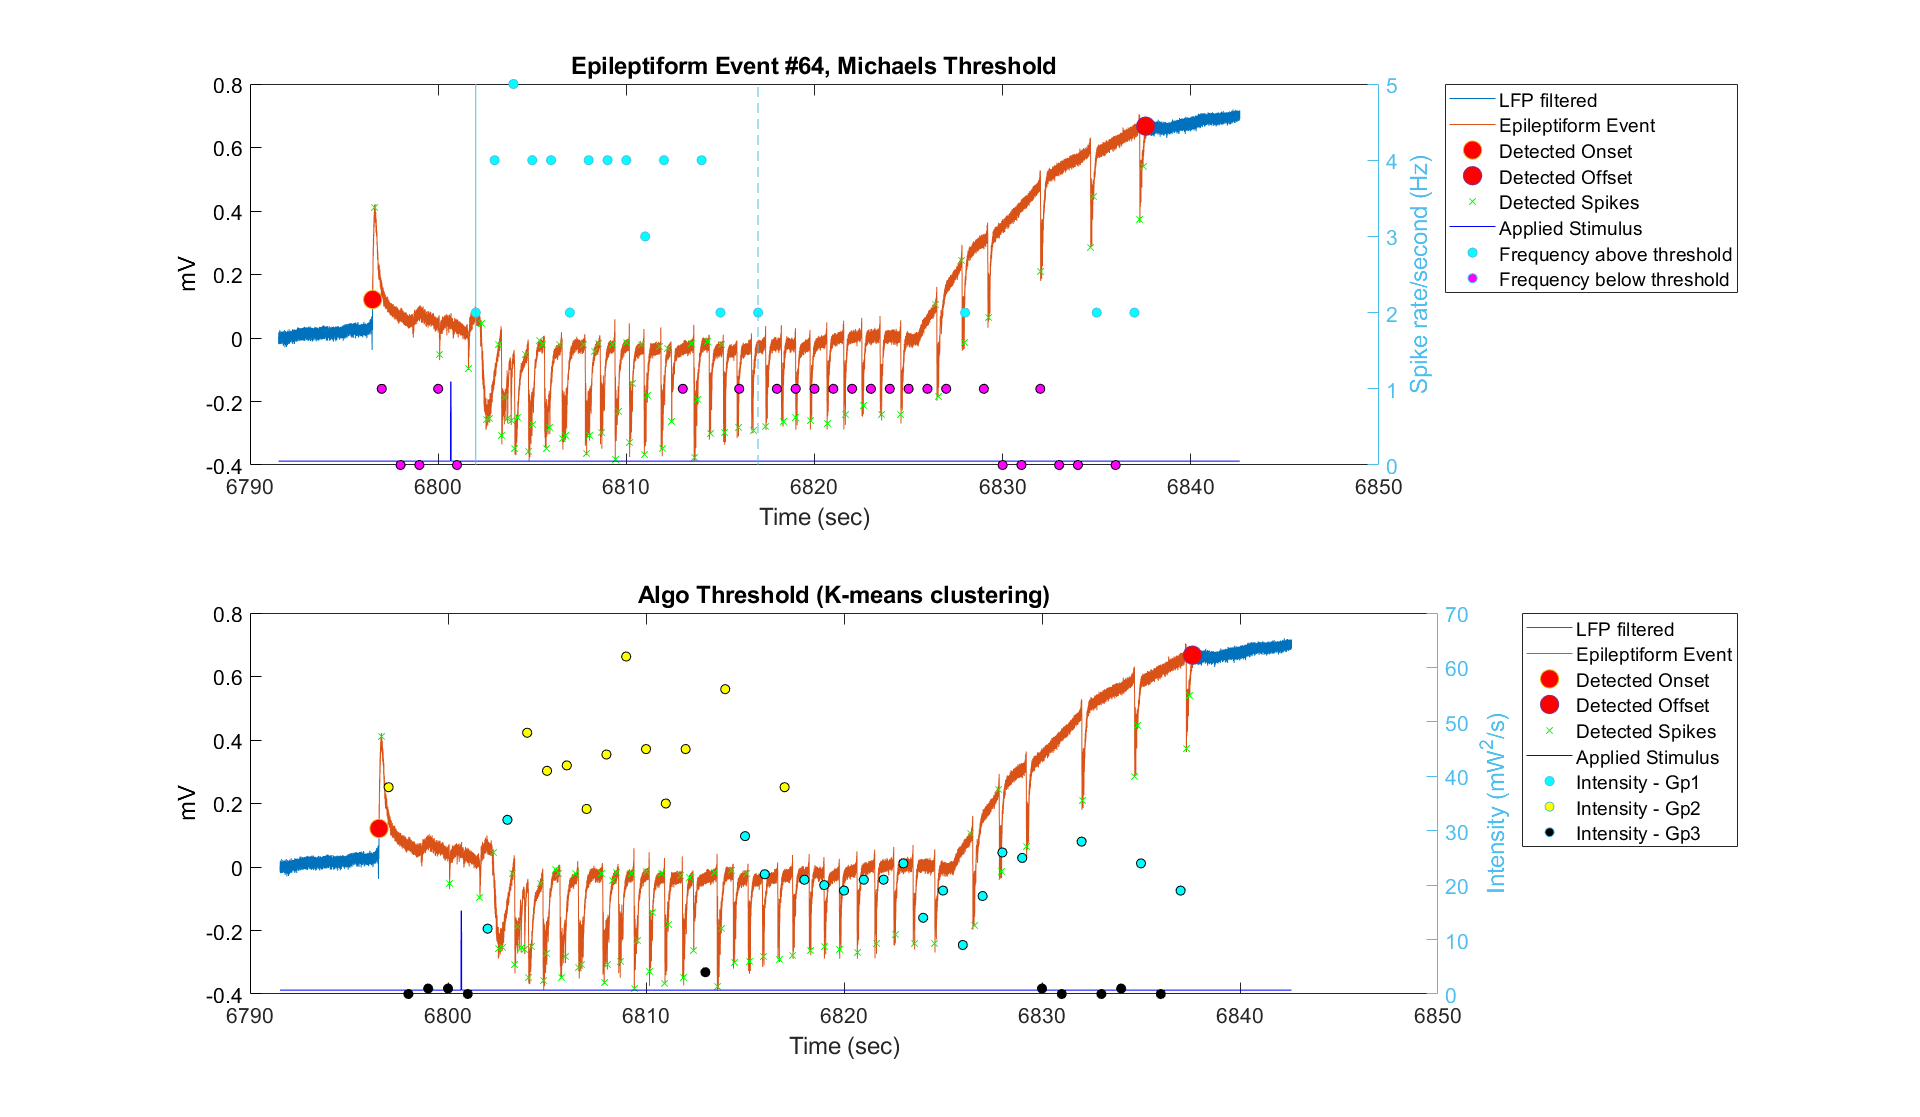 Epileptiform Event #64, Michaels Threshold
0.8
0.6
0.4
0.2
0
-0.2
-0.4
mV
5
4
3
2
1
0
Spike rate/second (Hz)
6790 6800 6810 6820 6830 6840 6850
Time (sec)
LFP filtered
Epileptiform Event
Detected Onset
Detected Offset
Detected Spikes
Applied Stimulus
Frequency above threshold
Frequency below threshold
Algo Threshold (K-means clustering)
0.8
0.6
0.4
0.2
0
-0.2
-0.4
mV
70
60
50
40
30
20
10
0
Intensity (mW²/s)
6790 6800 6810 6820 6830 6840 6850
Time (sec)
LFP filtered
Epileptiform Event
Detected Onset
Detected Offset
Detected Spikes
Applied Stimulus
Intensity - Gp1
Intensity - Gp2
Intensity - Gp3